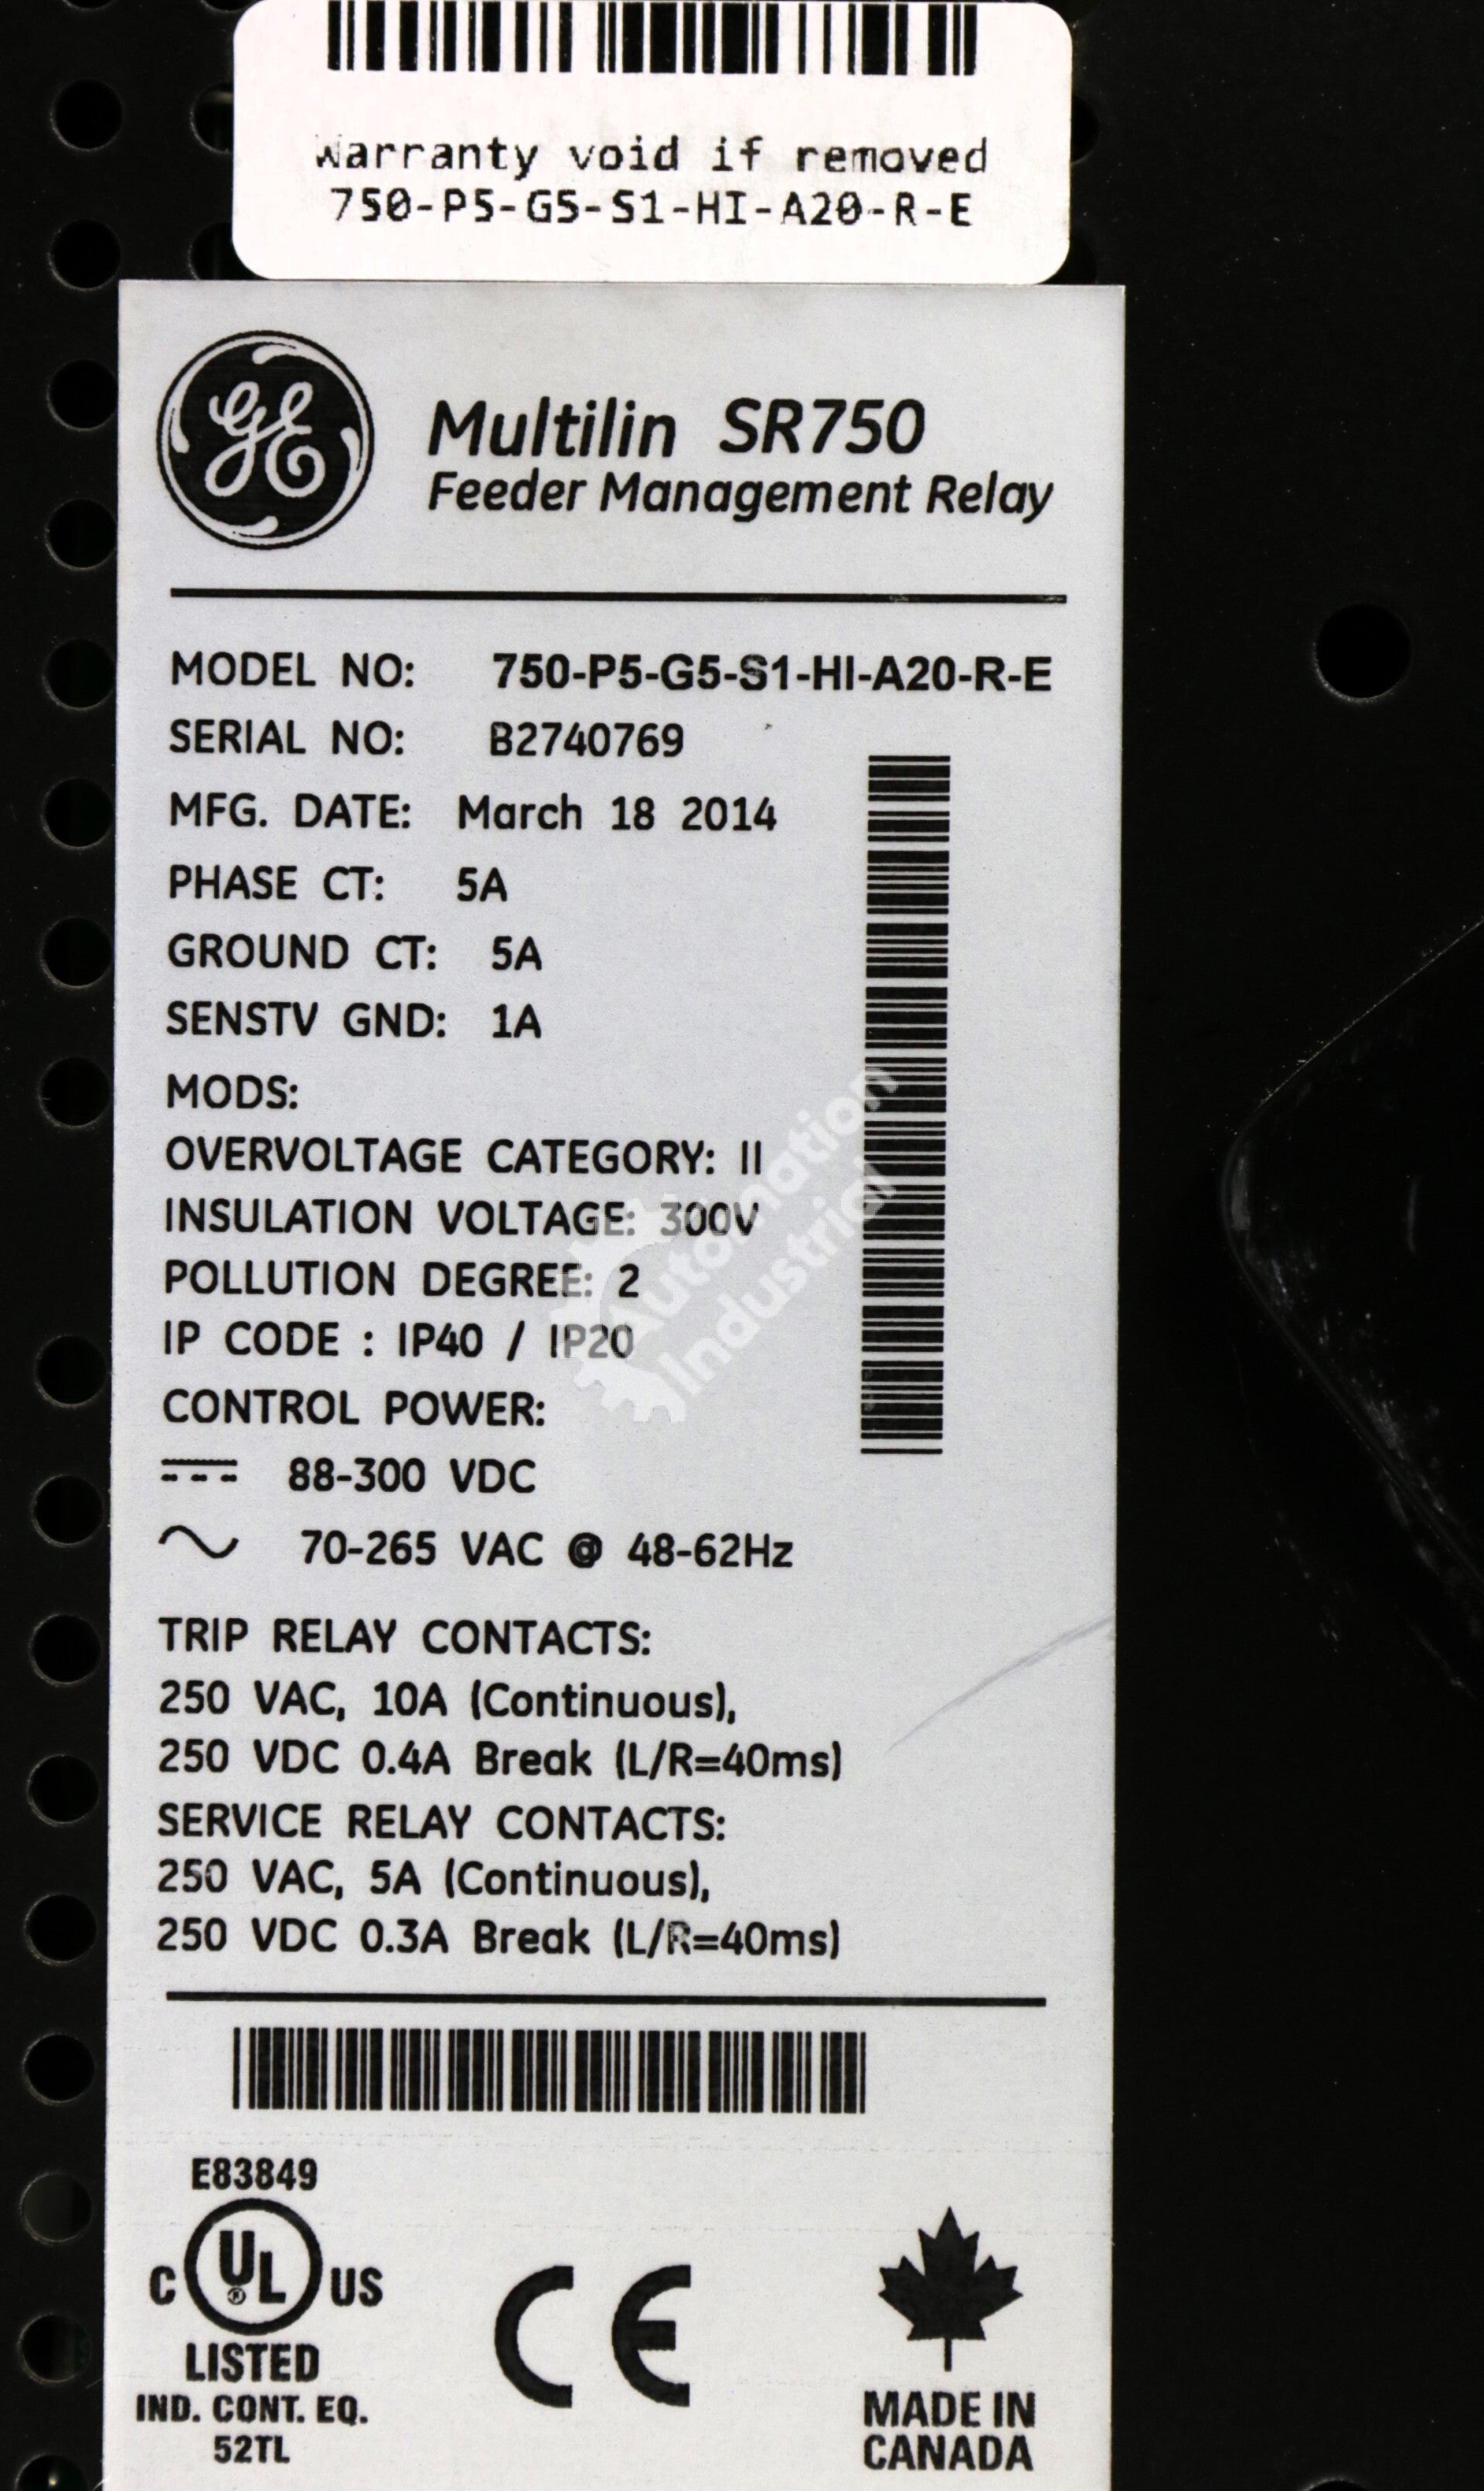 Warranty void if removed
750-P5-G5-S1-HI-A20-R-E
GE
Multilin SR750
Feeder Management Relay
MODEL NO: 750-P5-G5-S1-HI-A20-R-E
SERIAL NO: B2740769
MFG. DATE: March 18 2014
PHASE CT: 5A
GROUND CT: 5A
SENSTV GND: 1A
MODS:
OVERVOLTAGE CATEGORY: II
INSULATION VOLTAGE: 300V
POLLUTION DEGREE: 2
IP CODE : IP40 / IP20
CONTROL POWER:
88-300 VDC
70-265 VAC @ 48-62Hz
TRIP RELAY CONTACTS:
250 VAC, 10A (Continuous),
250 VDC 0.4A Break (L/R=40ms)
SERVICE RELAY CONTACTS:
250 VAC, 5A (Continuous),
250 VDC 0.3A Break (L/R=40ms)
Automation
Industrial
E83849
C UL® US
LISTED
IND. CONT. EQ.
52TL
CE
MADE IN
CANADA